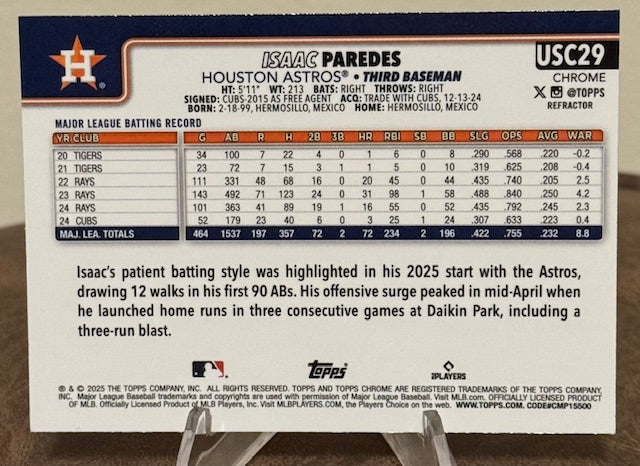 H
ISAAC PAREDES
USC29
HOUSTON ASTROS® • THIRD BASEMAN
CHROME
HT: 5'11" WT: 213 BATS: RIGHT THROWS: RIGHT
X @TOPPS
SIGNED: CUBS-2015 AS FREE AGENT ACQ: TRADE WITH CUBS, 12-13-24
REFRACTOR
BORN: 2-18-99, HERMOSILLO, MEXICO HOME: HERMOSILLO, MEXICO
MAJOR LEAGUE BATTING RECORD
YR CLUB G AB R H 2B 3B HR RBI SB BB SLG OPS AVG WAR
20 TIGERS 34 100 7 22 4 0 1 6 0 8 .290 .568 .220 -0.2
21 TIGERS 23 72 7 15 3 1 1 5 0 10 .319 .625 .208 -0.4
22 RAYS 111 331 48 68 16 0 20 45 0 44 .435 .740 .205 2.5
23 RAYS 143 492 71 123 24 0 31 98 1 58 .488 .840 .250 4.2
24 RAYS 101 363 41 89 19 1 16 55 0 52 .435 .792 .245 2.3
24 CUBS 52 179 23 40 6 0 3 25 1 24 .307 .633 .223 0.4
MAJ. LEA. TOTALS 464 1537 197 357 72 2 72 234 2 196 .422 .755 .232 8.8
Isaac's patient batting style was highlighted in his 2025 start with the Astros,
drawing 12 walks in his first 90 ABs. His offensive surge peaked in mid-April when
he launched home runs in three consecutive games at Daikin Park, including a
three-run blast.
Topps
PLAYERS
® & © 2025 THE TOPPS COMPANY, INC. ALL RIGHTS RESERVED. TOPPS AND TOPPS CHROME ARE REGISTERED TRADEMARKS OF THE TOPPS COMPANY,
INC. Major League Baseball trademarks and copyrights are used with permission of Major League Baseball. Visit MLB.com. OFFICIALLY LICENSED PRODUCT
OF MLB. Officially Licensed Product of MLB Players, Inc. Visit MLBPLAYERS.COM, the Players Choice on the web. WWW.TOPPS.COM. CODE#CMP15500